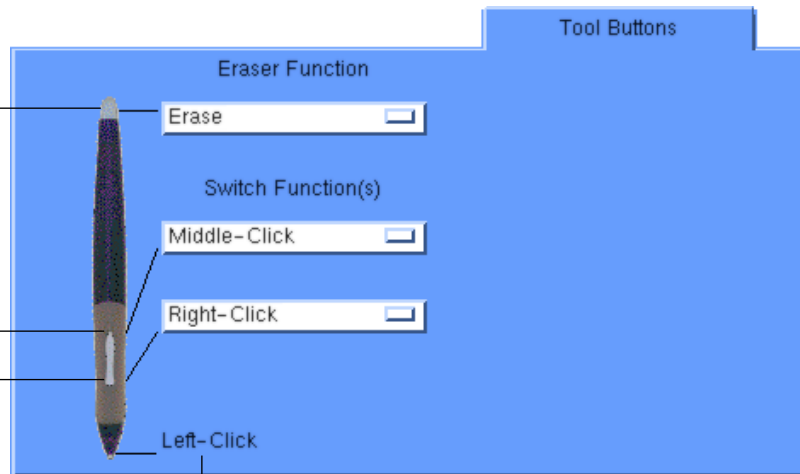 Tool Buttons
Eraser Function
Erase
Switch Function(s)
Middle-Click
Right-Click
Left-Click